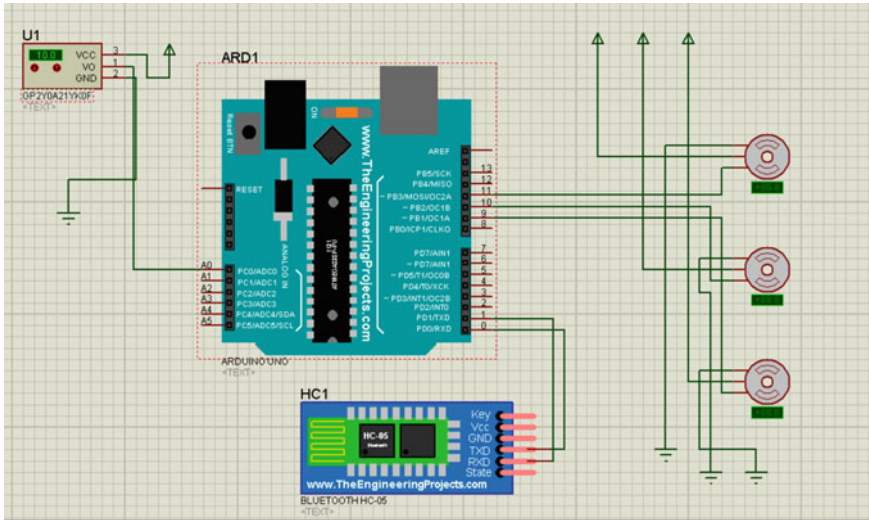 U1
10.0
VCC
VO
GND
3
1
2
GP2Y0A21YK0F
<TEXT>
ARD1
Reset BTN
ON
www.TheEngineeringProjects.com
ANALOG IN
RESET
AREF
PB5/SCK
PB4/MISO
~ PB3/MOSI/OC2A
~ PB2/OC1B
~ PB1/OC1A
PB0/ICP1/CLKO
13
12
11
10
9
8
PD7/AIN1
~ PD7/AIN1
~ PD5/T1/OC0B
PD4/T0/XCK
~ PD3/INT1/OC2B
PD2/INT0
PD1/TXD
PD0/RXD
7
6
5
4
3
2
1
0
A0
A1
A2
A3
A4
A5
PC0/ADC0
PC1/ADC1
PC2/ADC2
PC3/ADC3
PC4/ADC4/SDA
PC5/ADC5/SCL
ARDUINO UNO
<TEXT>
HC1
HC-05
Key
Vcc
GND
TXD
RXD
State
www.TheEngineeringProjects.com
BLUETOOTH HC-05
<TEXT>